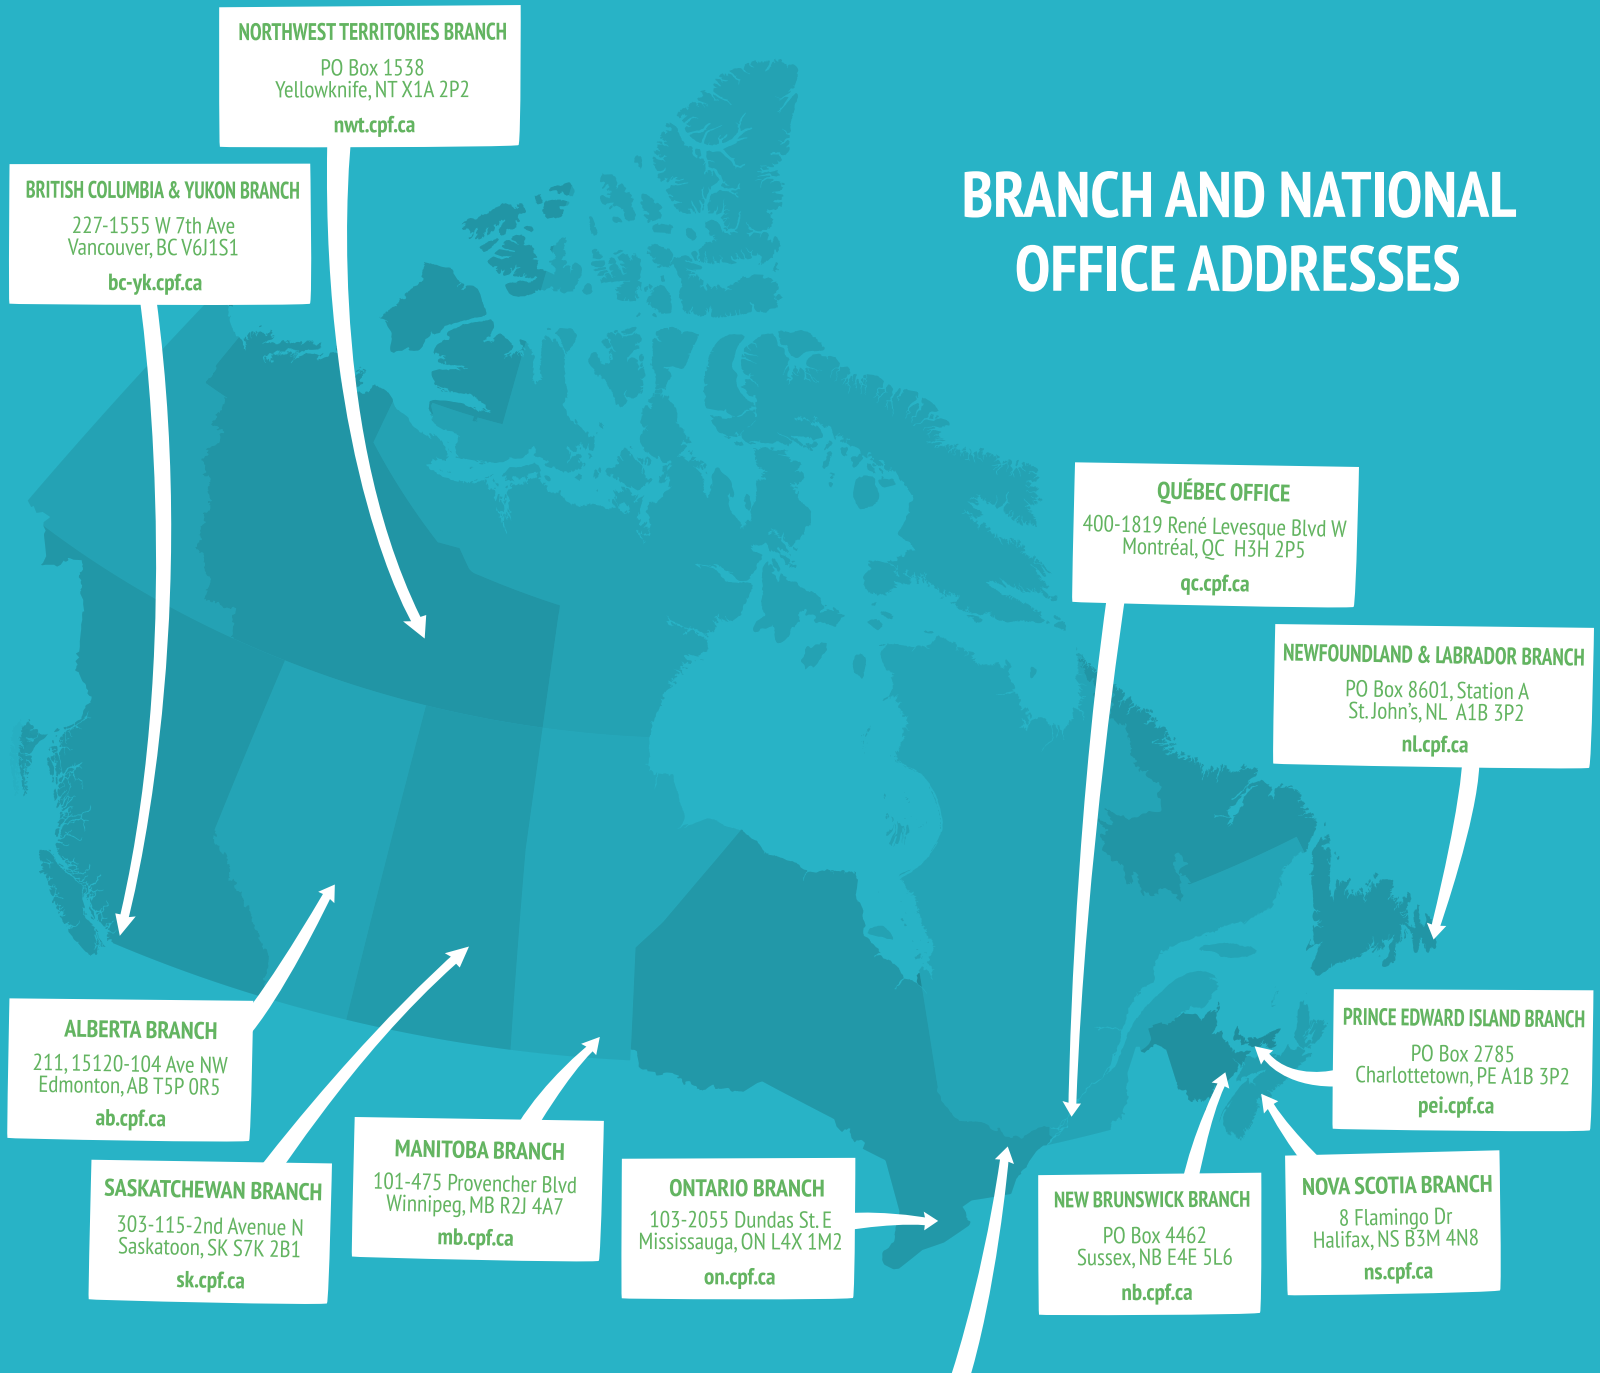 NORTHWEST TERRITORIES BRANCH
PO Box 1538
Yellowknife, NT X1A 2P2
nwt.cpf.ca
BRITISH COLUMBIA & YUKON BRANCH
227-1555 W 7th Ave
Vancouver, BC V6J1S1
bc-yk.cpf.ca
BRANCH AND NATIONAL
OFFICE ADDRESSES
QUÉBEC OFFICE
400-1819 René Levesque Blvd W
Montréal, QC H3H 2P5
qc.cpf.ca
NEWFOUNDLAND & LABRADOR BRANCH
PO Box 8601, Station A
St. John's, NL A1B 3P2
nl.cpf.ca
ALBERTA BRANCH
211, 15120-104 Ave NW
Edmonton, AB T5P 0R5
ab.cpf.ca
PRINCE EDWARD ISLAND BRANCH
PO Box 2785
Charlottetown, PE A1B 3P2
pei.cpf.ca
SASKATCHEWAN BRANCH
303-115-2nd Avenue N
Saskatoon, SK S7K 2B1
sk.cpf.ca
MANITOBA BRANCH
101-475 Provencher Blvd
Winnipeg, MB R2J 4A7
mb.cpf.ca
ONTARIO BRANCH
103-2055 Dundas St. E
Mississauga, ON L4X 1M2
on.cpf.ca
NEW BRUNSWICK BRANCH
PO Box 4462
Sussex, NB E4E 5L6
nb.cpf.ca
NOVA SCOTIA BRANCH
8 Flamingo Dr
Halifax, NS B3M 4N8
ns.cpf.ca